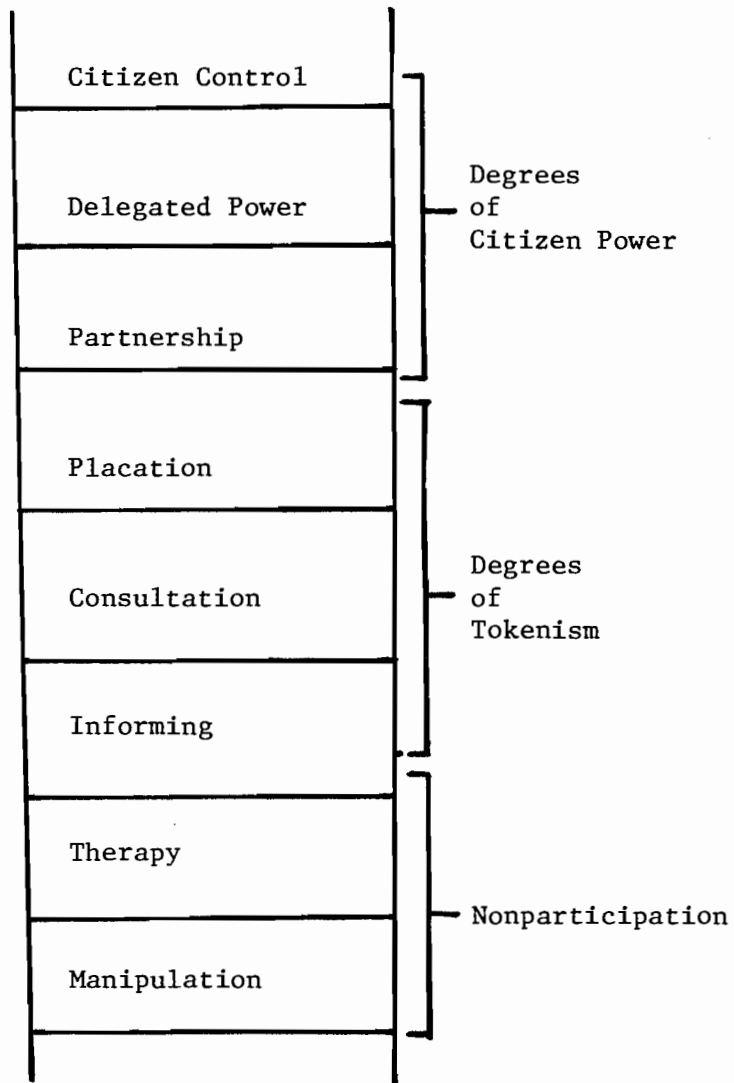 Citizen Control
Delegated Power
Partnership
Degrees
of
Citizen Power
Placation
Consultation
Informing
Degrees
of
Tokenism
Therapy
Manipulation
Nonparticipation